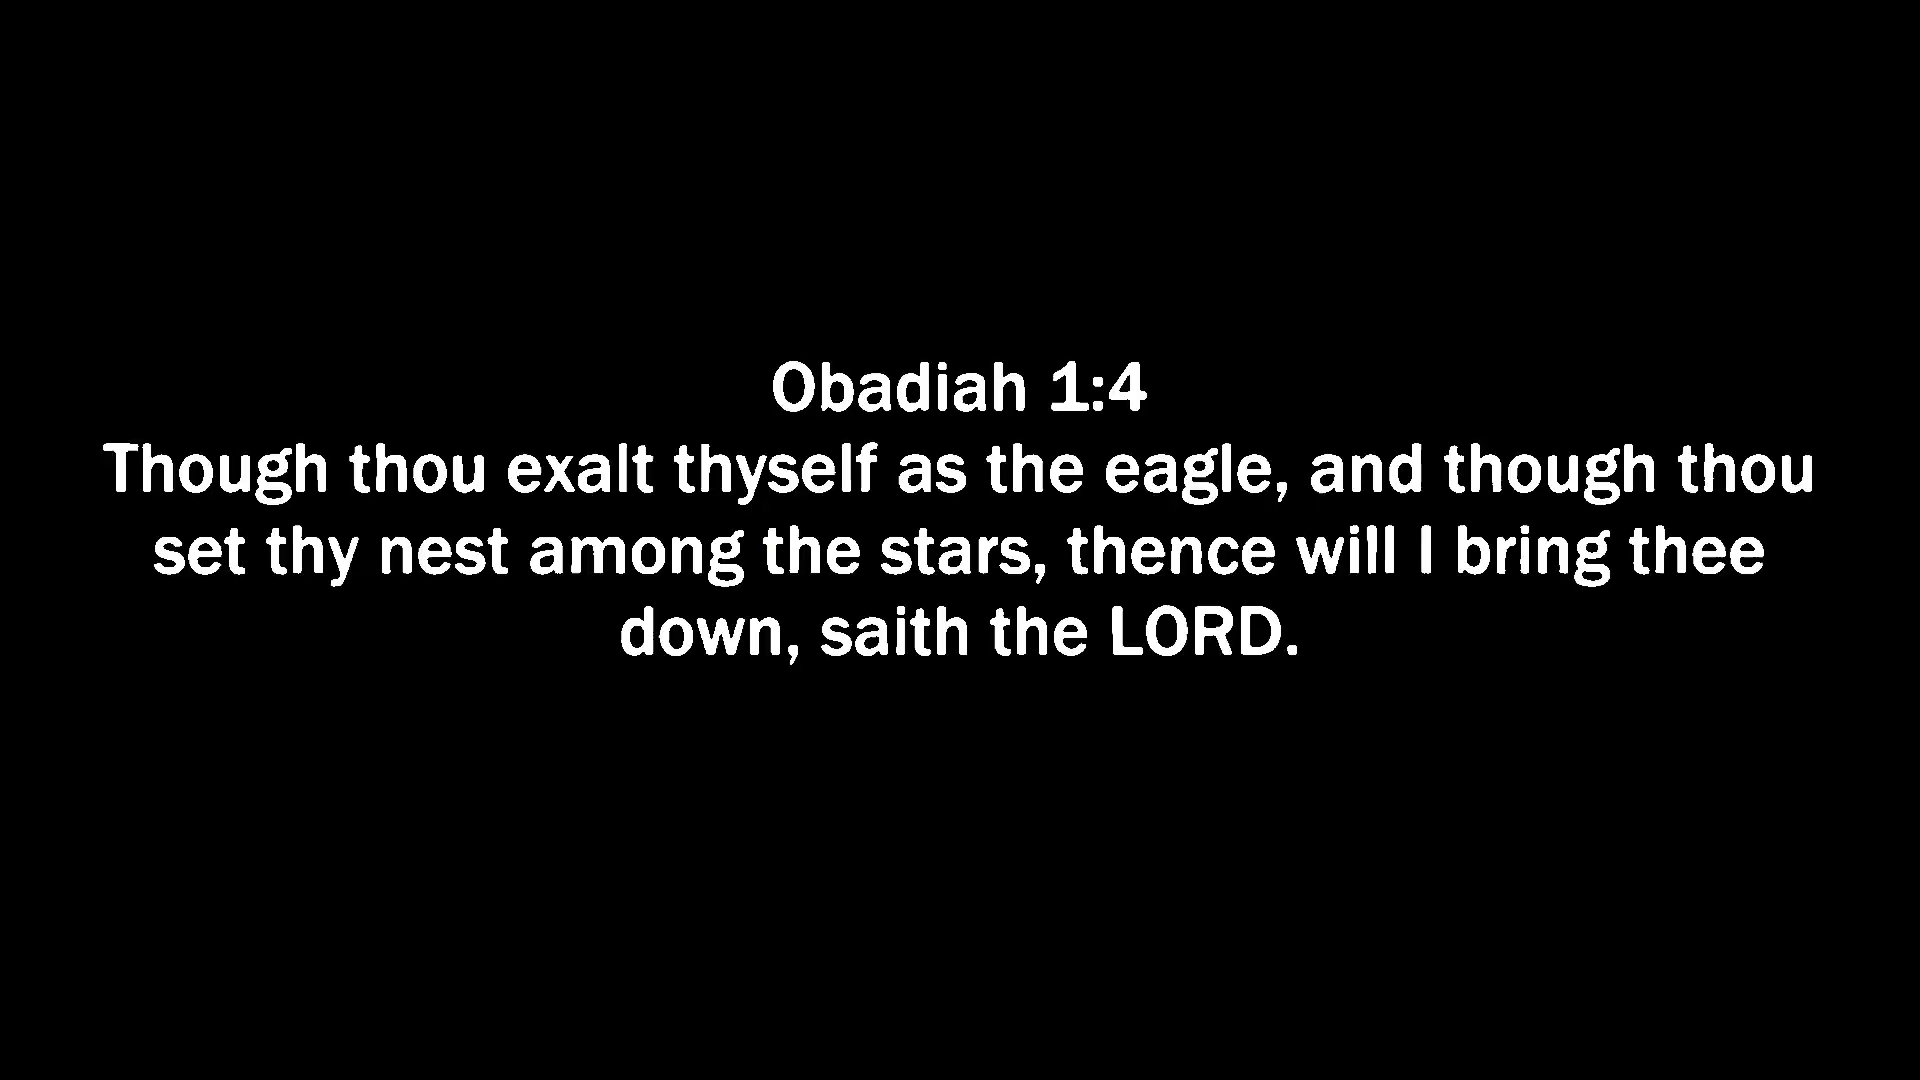 Obadiah 1:4
Though thou exalt thyself as the eagle, and though thou
set thy nest among the stars, thence will I bring thee
down, saith the LORD.